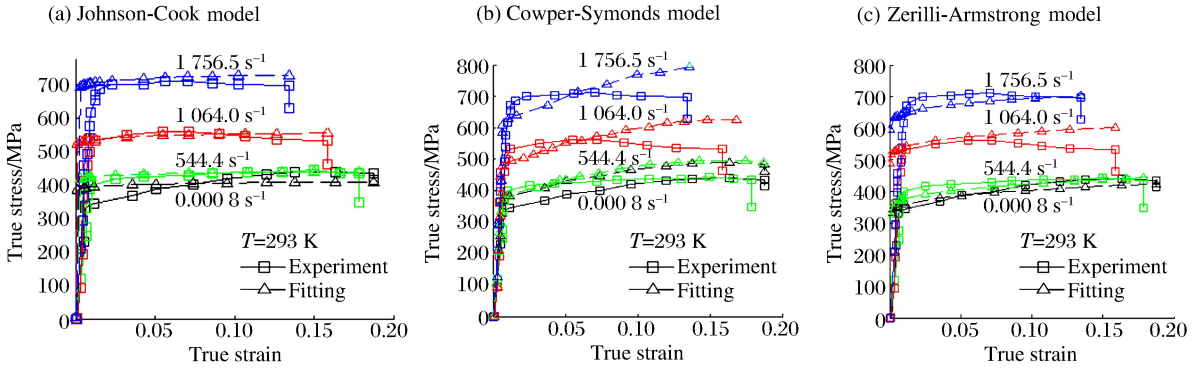 (a) Johnson-Cook model
True stress/MPa
700
600
500
400
300
200
100
0
1 756.5 s⁻¹
1 064.0 s⁻¹
544.4 s⁻¹
0.000 8 s⁻¹
T=293 K
Experiment
Fitting
0.05
0.10
0.15
0.20
True strain
(b) Cowper-Symonds model
True stress/MPa
800
700
600
500
400
300
200
100
0
1 756.5 s⁻¹
1 064.0 s⁻¹
544.4 s⁻¹
0.000 8 s⁻¹
T=293 K
Experiment
Fitting
0.05
0.10
0.15
0.20
True strain
(c) Zerilli-Armstrong model
True stress/MPa
800
700
600
500
400
300
200
100
0
1 756.5 s⁻¹
1 064.0 s⁻¹
544.4 s⁻¹
0.000 8 s⁻¹
T=293 K
Experiment
Fitting
0.05
0.10
0.15
0.20
True strain